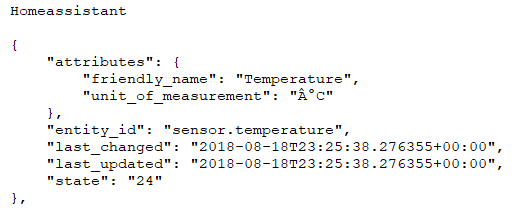 Homeassistant
{
"attributes": {
"friendly_name": "Temperature",
"unit_of_measurement": "Â°C"
},
"entity_id": "sensor.temperature",
"last_changed": "2018-08-18T23:25:38.276355+00:00",
"last_updated": "2018-08-18T23:25:38.276355+00:00",
"state": "24"
},